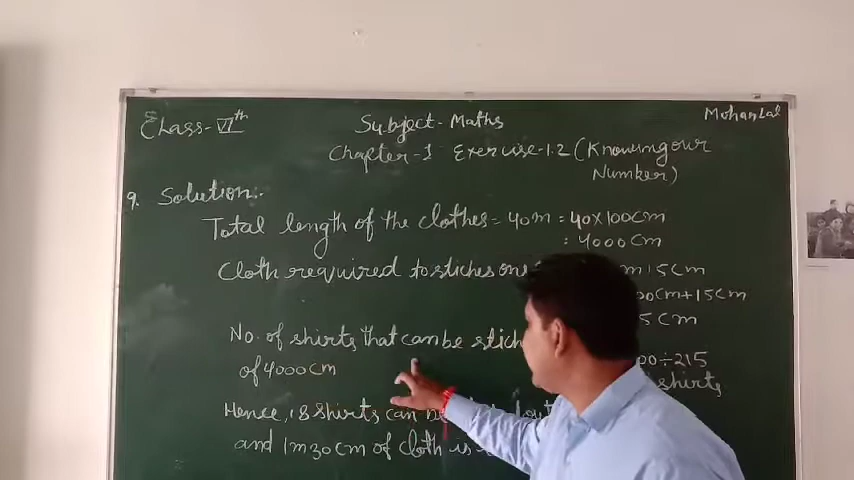 Class-VIth Subject-Maths MohanLal
Chapter-1 Exercise-1.2 (Knowing our
Number)
9. Solution:-
Total length of the clothes = 40m = 40x100cm
= 4000cm
Cloth required to stiches one m 15cm
00cm+15cm
5cm
No. of shirts that can be stich
of 4000cm 00÷215
shirts
Hence, 18 shirts can out
and 1m30cm of cloth is